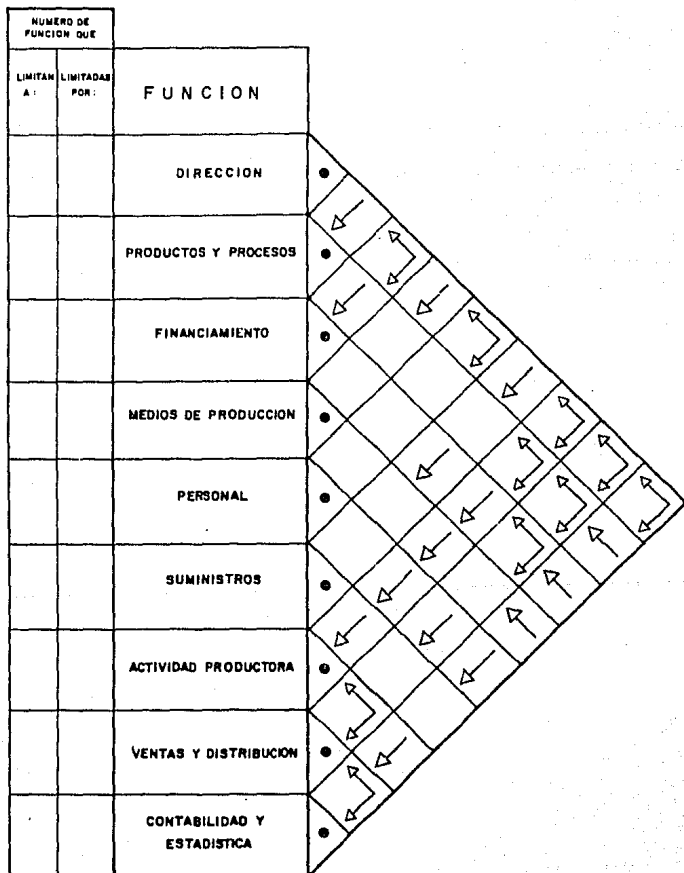 NUMERO DE
FUNCION QUE
LIMITAN
A:
LIMITADAS
POR:
FUNCION
DIRECCION
PRODUCTOS Y PROCESOS
FINANCIAMIENTO
MEDIOS DE PRODUCCION
PERSONAL
SUMINISTROS
ACTIVIDAD PRODUCTORA
VENTAS Y DISTRIBUCION
CONTABILIDAD Y
ESTADISTICA